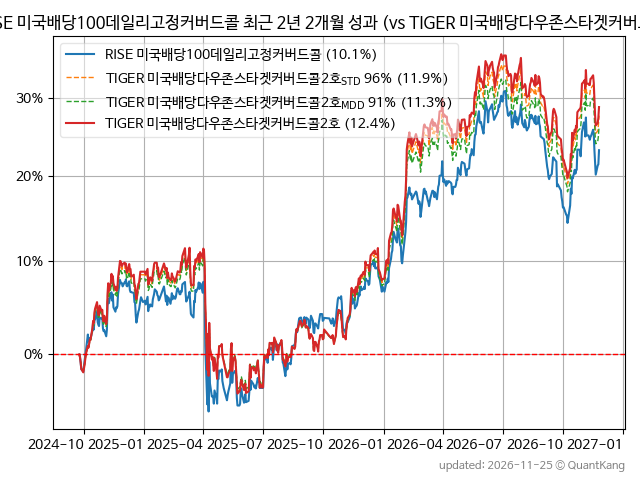 SE 미국배당100데일리고정커버드콜 최근 2년 2개월 성과 (vs TIGER 미국배당다우존스타겟커버
RISE 미국배당100데일리고정커버드콜 (10.1%)
TIGER 미국배당다우존스타겟커버드콜2호STD 96% (11.9%)
TIGER 미국배당다우존스타겟커버드콜2호MDD 91% (11.3%)
TIGER 미국배당다우존스타겟커버드콜2호 (12.4%)
30%
20%
10%
0%
2024-10 2025-01 2025-04 2025-07 2025-10 2026-01 2026-04 2026-07 2026-10 2027-01
updated: 2026-11-25 © QuantKang